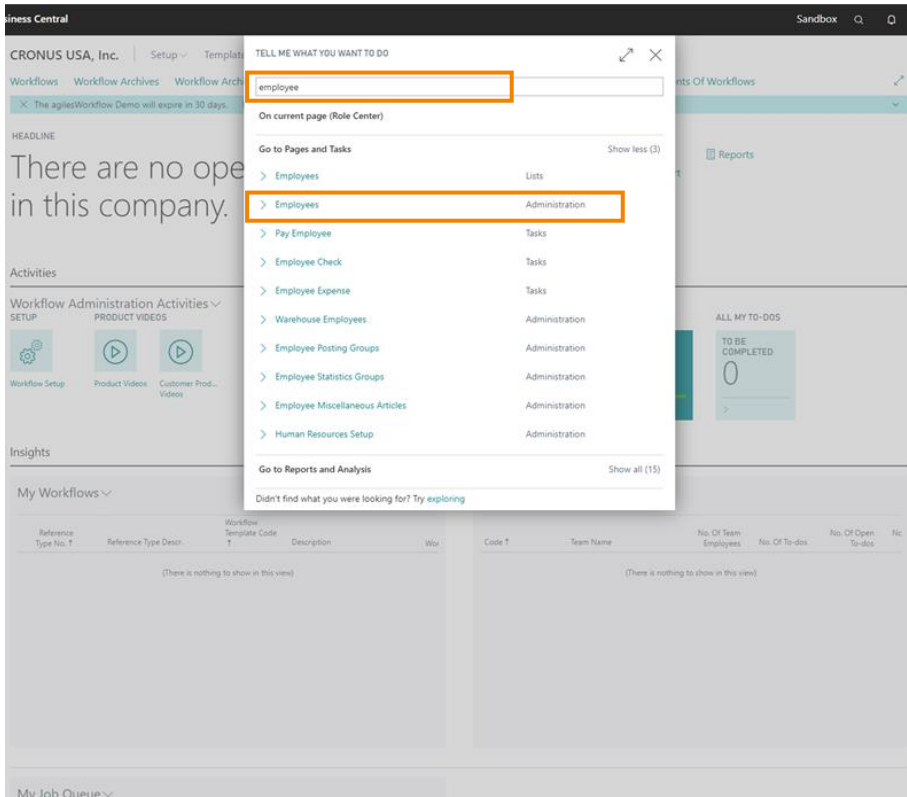 siness Central Sandbox
CRONUS USA, Inc. Setup
Workflows Workflow Archives nts Of Workflows
The agilesWorkflow Demo will expire in 30 days.
TELL ME WHAT YOU WANT TO DO
employee
On current page (Role Center)
Go to Pages and Tasks Show less (3)
Employees Lists
Employees Administration
Pay Employee Tasks
Employee Check Tasks
Employee Expense Tasks
Warehouse Employees Administration
Employee Posting Groups Administration
Employee Statistics Groups Administration
Employee Miscellaneous Articles Administration
Human Resources Setup Administration
Go to Reports and Analysis Show all (15)
Didn't find what you were looking for? Try exploring
HEADLINE
There are no ope
in this company.
Reports
Activities
Workflow Administration Activities
SETUP PRODUCT VIDEOS
Workflow Setup
Product Videos
Customer Prod...
Videos
ALL MY TO-DOS
TO BE
COMPLETED
0
Insights
My Workflows
Reference
Type No. ↑
Reference Type Descr.
Workflow
Template Code
↑
Description
Wor
(There is nothing to show in this view)
Code ↑
Team Name
No. Of Team
Employees
No. Of To-dos
No. Of Open
To-dos
(There is nothing to show in this view)
My Job Queue